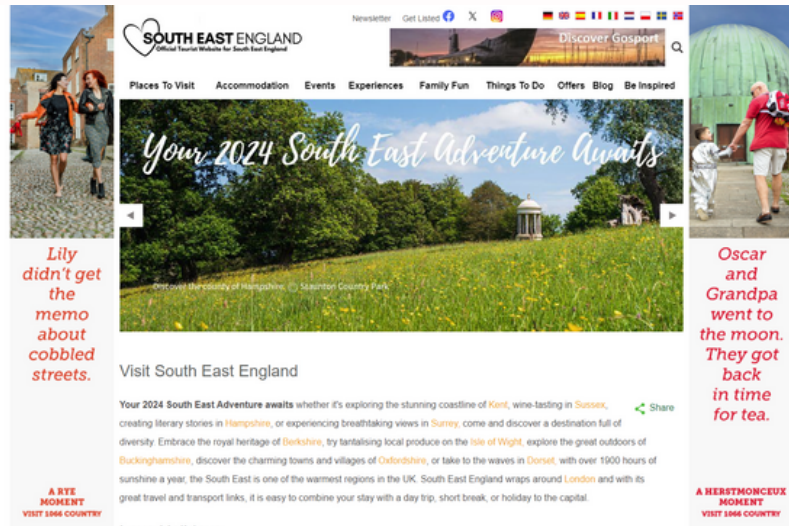 Newsletter Get Listed
SOUTH EAST ENGLAND
Official Tourist Website for South East England
Discover Gosport
Places To Visit Accommodation Events Experiences Family Fun Things To Do Offers Blog Be Inspired
Your 2024 South East Adventure Awaits
Discover the county of Hampshire. © Staunton Country Park
Lily
didn't get
the
memo
about
cobbled
streets.
A RYE
MOMENT
VISIT 1066 COUNTRY
Visit South East England
Share
Your 2024 South East Adventure awaits whether it's exploring the stunning coastline of Kent, wine-tasting in Sussex,
creating literary stories in Hampshire, or experiencing breathtaking views in Surrey, come and discover a destination full of
diversity. Embrace the royal heritage of Berkshire, try tantalising local produce on the Isle of Wight, explore the great outdoors of
Buckinghamshire, discover the charming towns and villages of Oxfordshire, or take to the waves in Dorset, with over 1900 hours of
sunshine a year, the South East is one of the warmest regions in the UK. South East England wraps around London and with its
great travel and transport links, it is easy to combine your stay with a day trip, short break, or holiday to the capital.
Oscar
and
Grandpa
went to
the moon.
They got
back
in time
for tea.
A HERSTMONCEUX
MOMENT
VISIT 1066 COUNTRY